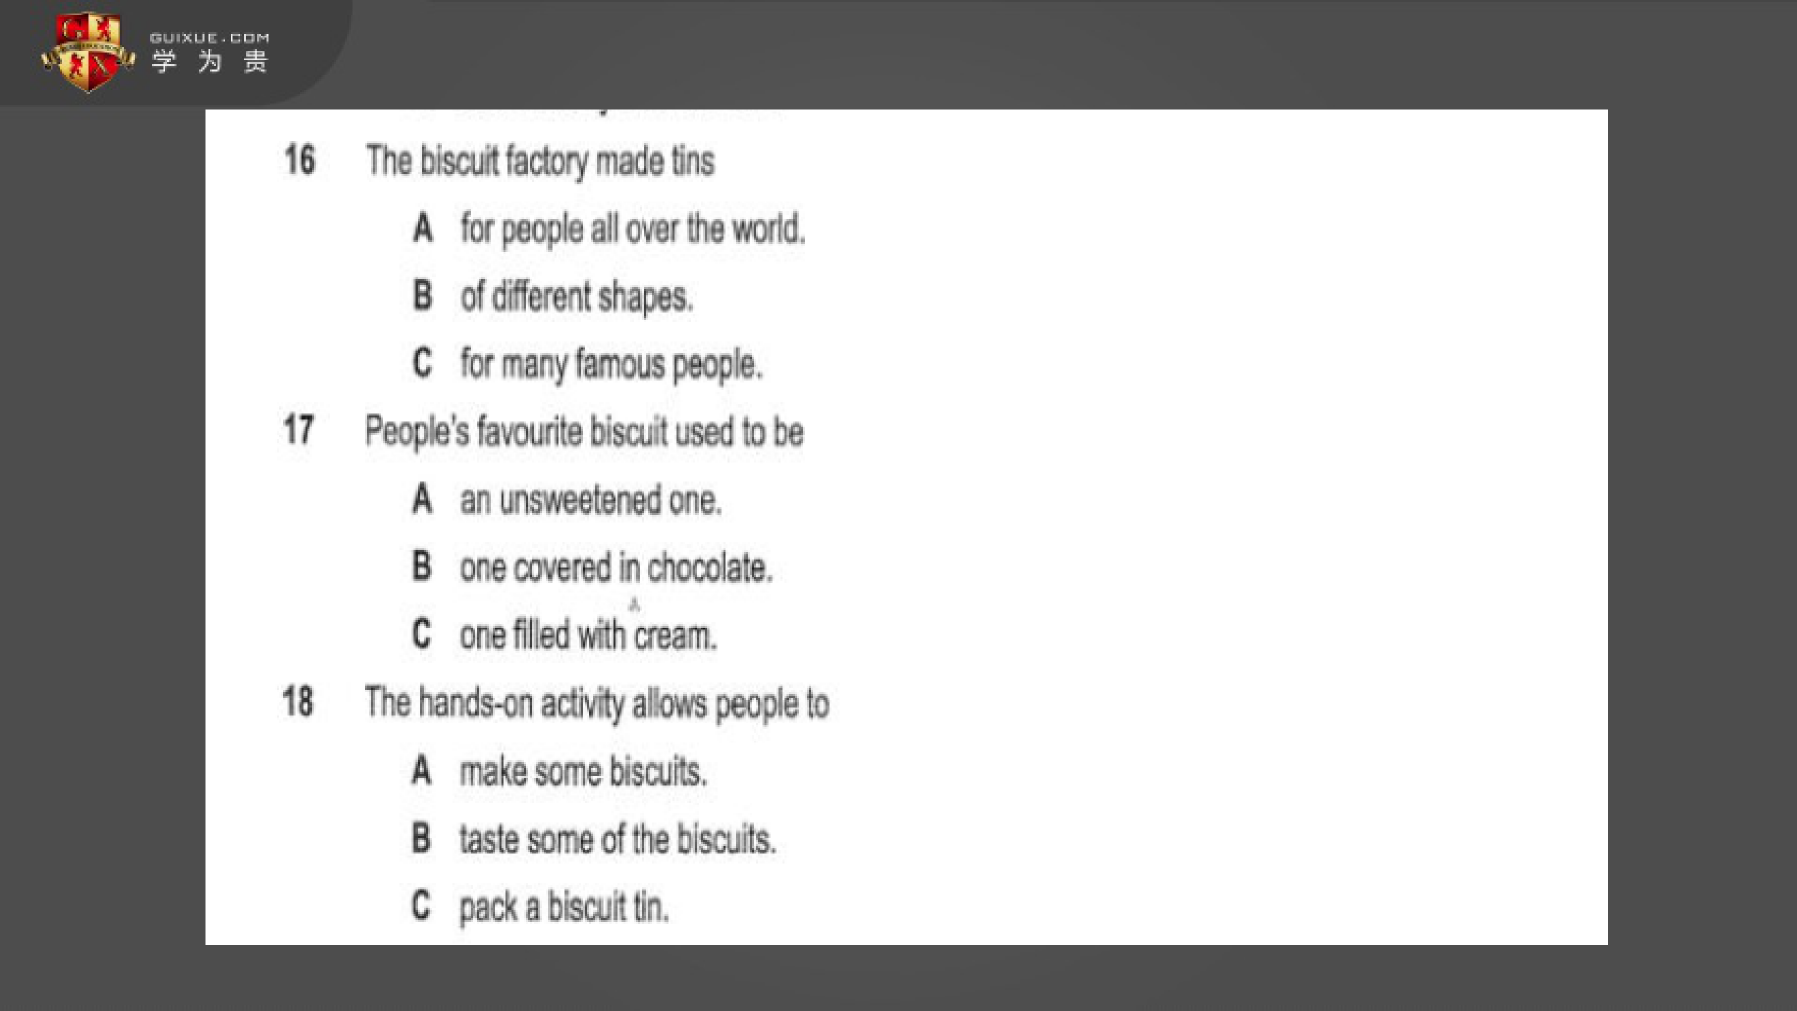 GUIXUE.COM
学为贵
16 The biscuit factory made tins
A for people all over the world.
B of different shapes.
C for many famous people.
17 People's favourite biscuit used to be
A an unsweetened one.
B one covered in chocolate.
C one filled with cream.
18 The hands-on activity allows people to
A make some biscuits.
B taste some of the biscuits.
C pack a biscuit tin.